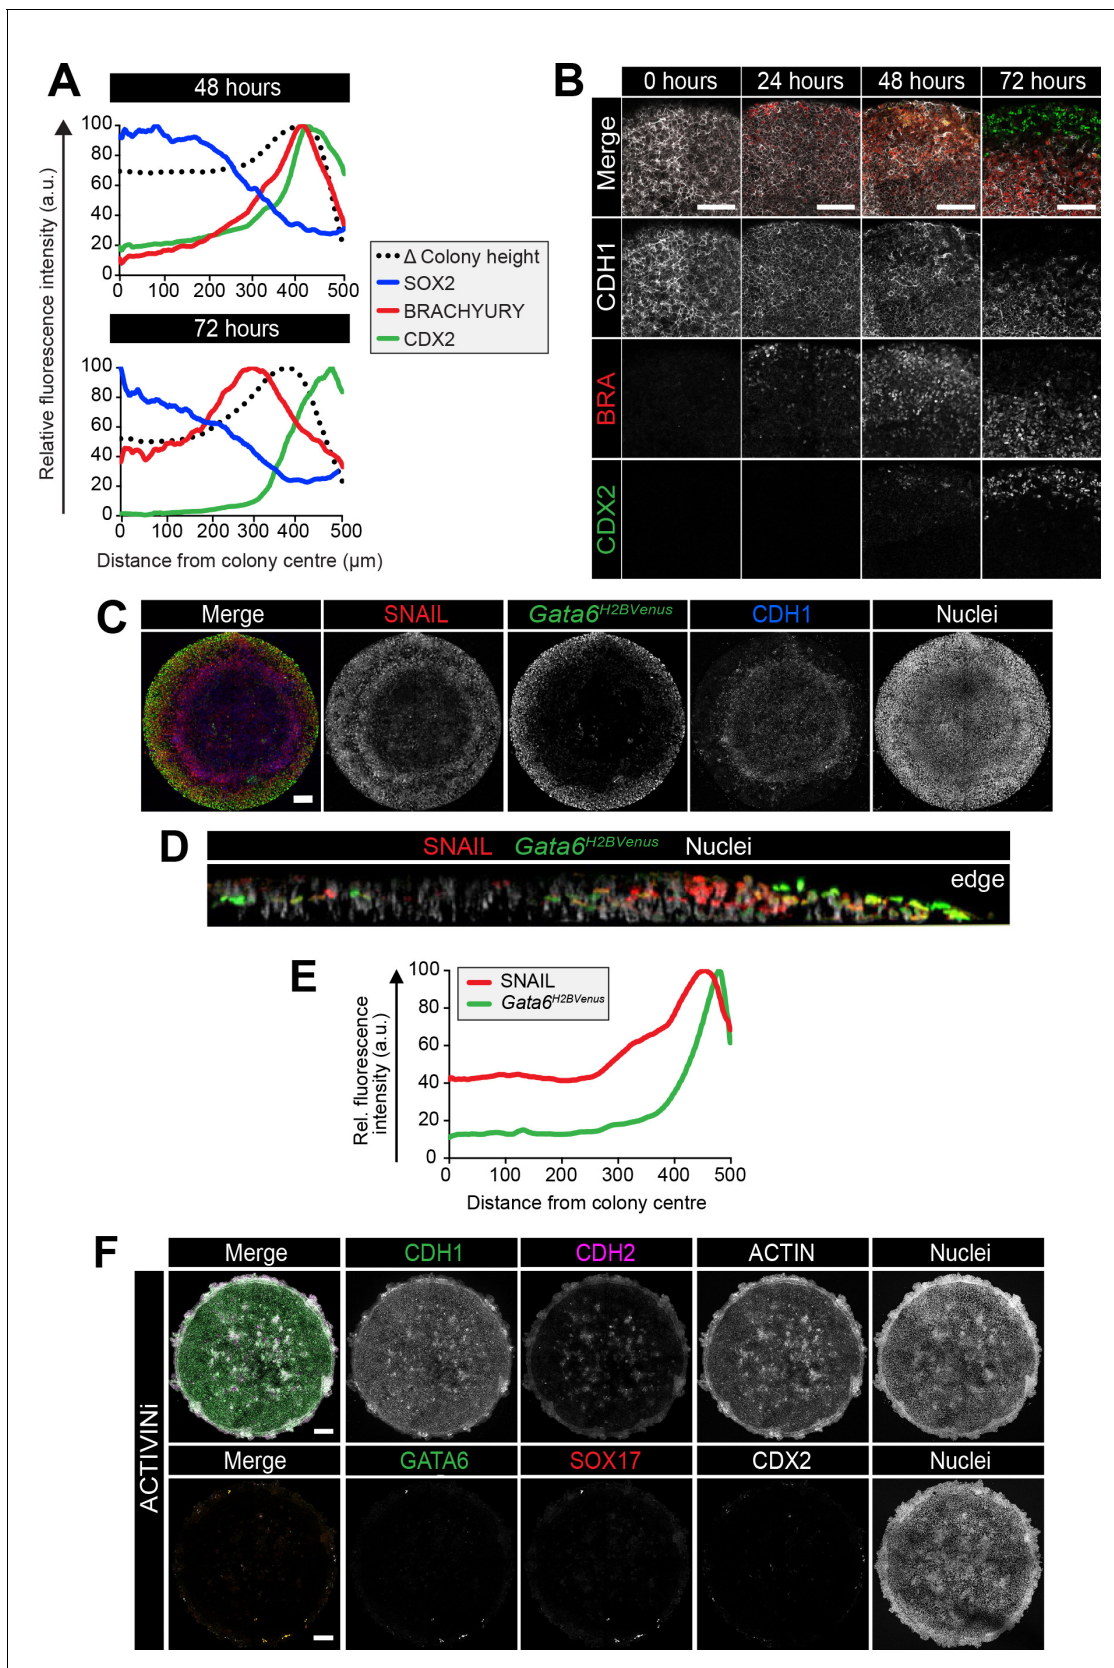 A
48 hours
Relative fluorescence intensity (a.u.)
100
80
60
40
20
0
0 100 200 300 400 500
Δ Colony height
SOX2
BRACHYURY
CDX2
72 hours
100
80
60
40
20
0
0 100 200 300 400 500
Distance from colony centre (µm)
B
0 hours 24 hours 48 hours 72 hours
Merge
CDH1
BRA
CDX2
C
Merge SNAIL Gata6H2BVenus CDH1 Nuclei
D
SNAIL Gata6H2BVenus Nuclei
edge
E
Rel. fluorescence
intensity (a.u.)
100
80
60
40
20
0
SNAIL
Gata6H2BVenus
0 100 200 300 400 500
Distance from colony centre
F
ACTIVINi
Merge CDH1 CDH2 ACTIN Nuclei
Merge GATA6 SOX17 CDX2 Nuclei